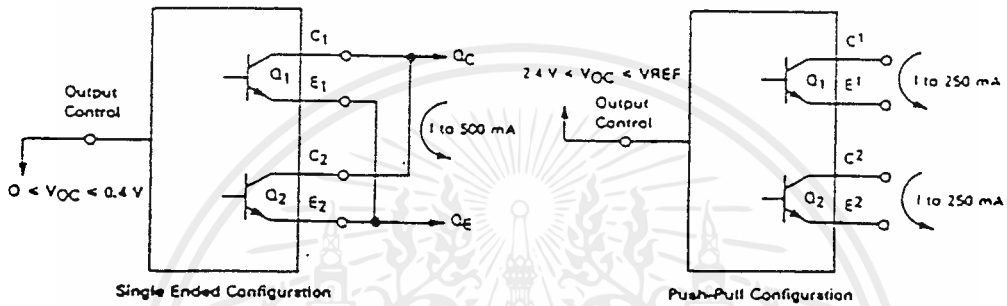 C1
QC
Q1
E1
Output
Control
1 to 500 mA
C2
0 < VOC < 0.4 V
Q2
E2
QE
Single Ended Configuration
C1
2.4 V < VOC < VREF
Q1
E1
1 to 250 mA
Output
Control
C2
Q2
E2
1 to 250 mA
Push-Pull Configuration